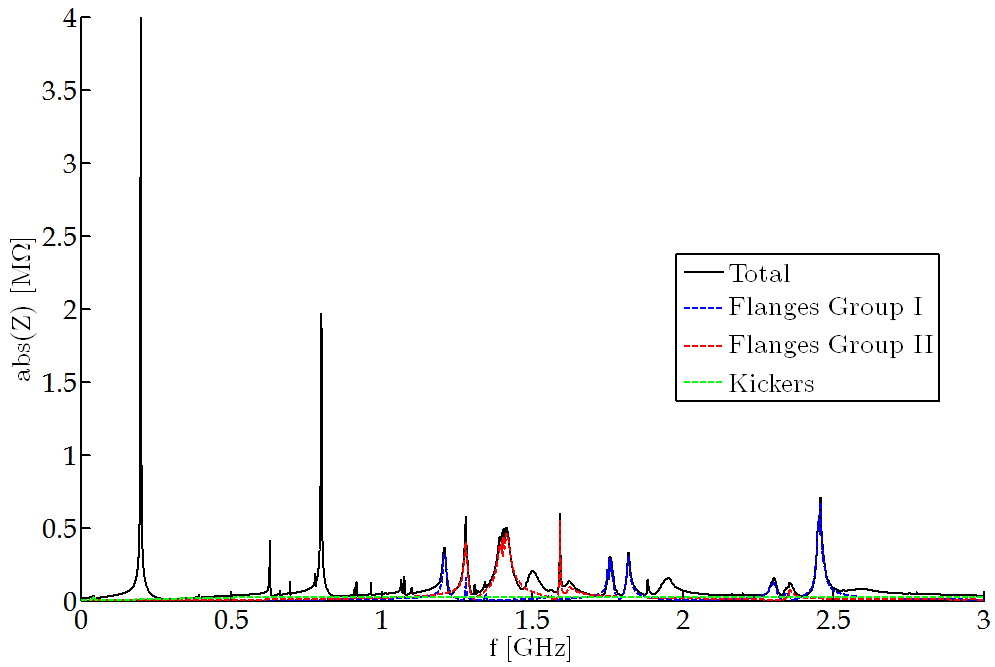 4
3.5
3
2.5
2
1.5
1
0.5
0
abs(Z) [MΩ]
Total
Flanges Group I
Flanges Group II
Kickers
0 0.5 1 1.5 2 2.5 3
f [GHz]